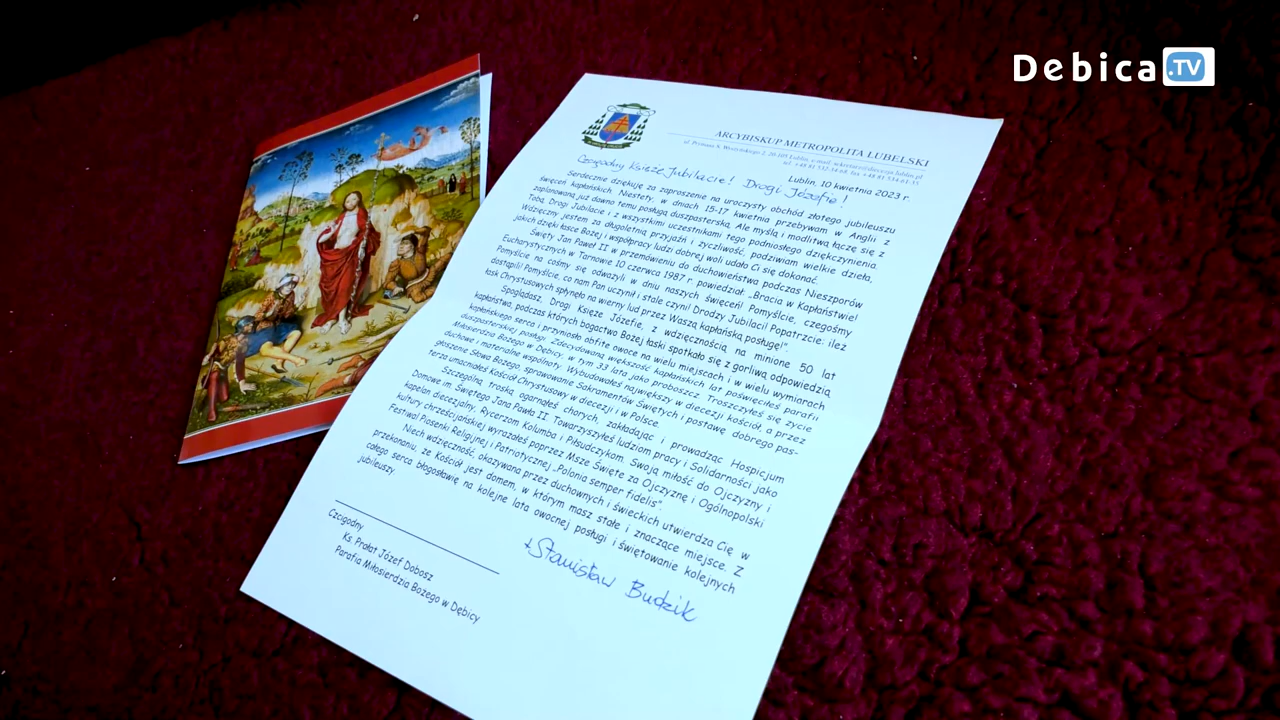 Debica.TV
ARCYBISKUP METROPOLITA LUBELSKI
Lublin, 10 kwietnia 2023 r.
Czcigodny Księże Jubilacie! Drogi Józefie!
Serdecznie dziękuję za zaproszenie na uroczysty obchód złotego jubileuszu
święceń kapłańskich. Niestety, w dniach 15-17 kwietnia przebywam w Anglii z
zaplanowaną już dawno temu posługą duszpasterską. Ale myślą i modlitwą łączę się z
Tobą, Drogi Jubilacie i z wszystkimi uczestnikami tego podniosłego dziękczynienia.
Wdzięczny jestem za długoletnią przyjaźń i życzliwość, podziwiam wielkie dzieła,
jakich dzięki łasce Bożej i współpracy ludzi dobrej woli udało Ci się dokonać.
Święty Jan Paweł II w przemówieniu do duchowieństwa podczas Nieszporów
Eucharystycznych w Tarnowie 10 czerwca 1987 r. powiedział: „Bracia w Kapłaństwie!
Pomyślcie na cośmy się odważyli w dniu naszych święceń! Pomyślcie, czegośmy
dostąpili! Pomyślcie, co nam Pan uczynił i stale czyni! Drodzy Jubilaci! Popatrzcie: ileż
łask Chrystusowych spłynęło na wierny lud przez Waszą kapłańską posługę!”.
Spoglądasz, Drogi Księże Józefie, z wdzięcznością na minione 50 lat
kapłaństwa, podczas których bogactwo Bożej łaski spotkało się z gorliwą odpowiedzią
kapłańskiego serca i przyniosło obfite owoce na wielu miejscach i w wielu wymiarach
duszpasterskiej posługi. Zdecydowaną większość kapłańskich lat poświęciłeś parafii
Miłosierdzia Bożego w Dębicy, w tym 33 lata jako proboszcz. Troszczyłeś się życie
duchowe i materialne wspólnoty. Wybudowałeś największy w diecezji kościół, a przez
głoszenie Słowa Bożego sprawowanie Sakramentów Świętych i postawę dobrego pas-
terza umacniałeś Kościół Chrystusowy w diecezji i w Polsce.
Szczególną troską ogarniałeś chorych, zakładając i prowadząc Hospicjum
Domowe im. Świętego Jana Pawła II. Towarzyszyłeś ludziom pracy i Solidarności jako
kapelan diecezjalny, Rycerzom Kolumba i Piłsudczykom. Swoją miłość do Ojczyzny i
kultury chrześcijańskiej wyrażałeś poprzez Msze Święte za Ojczyznę i Ogólnopolski
Festiwal Piosenki Religijnej i Patriotycznej „Polonia semper fidelis”.
Niech wdzięczność, okazywana przez duchownych i świeckich utwierdza Cię w
przekonaniu, że Kościół jest domem, w którym masz stałe i znaczące miejsce. Z
całego serca błogosławię na kolejne lata owocnej posługi i świętowanie kolejnych
jubileuszy.
+Stanisław Budzik
Czcigodny
Ks. Prałat Józef Dobosz
Parafia Miłosierdzia Bożego w Dębicy